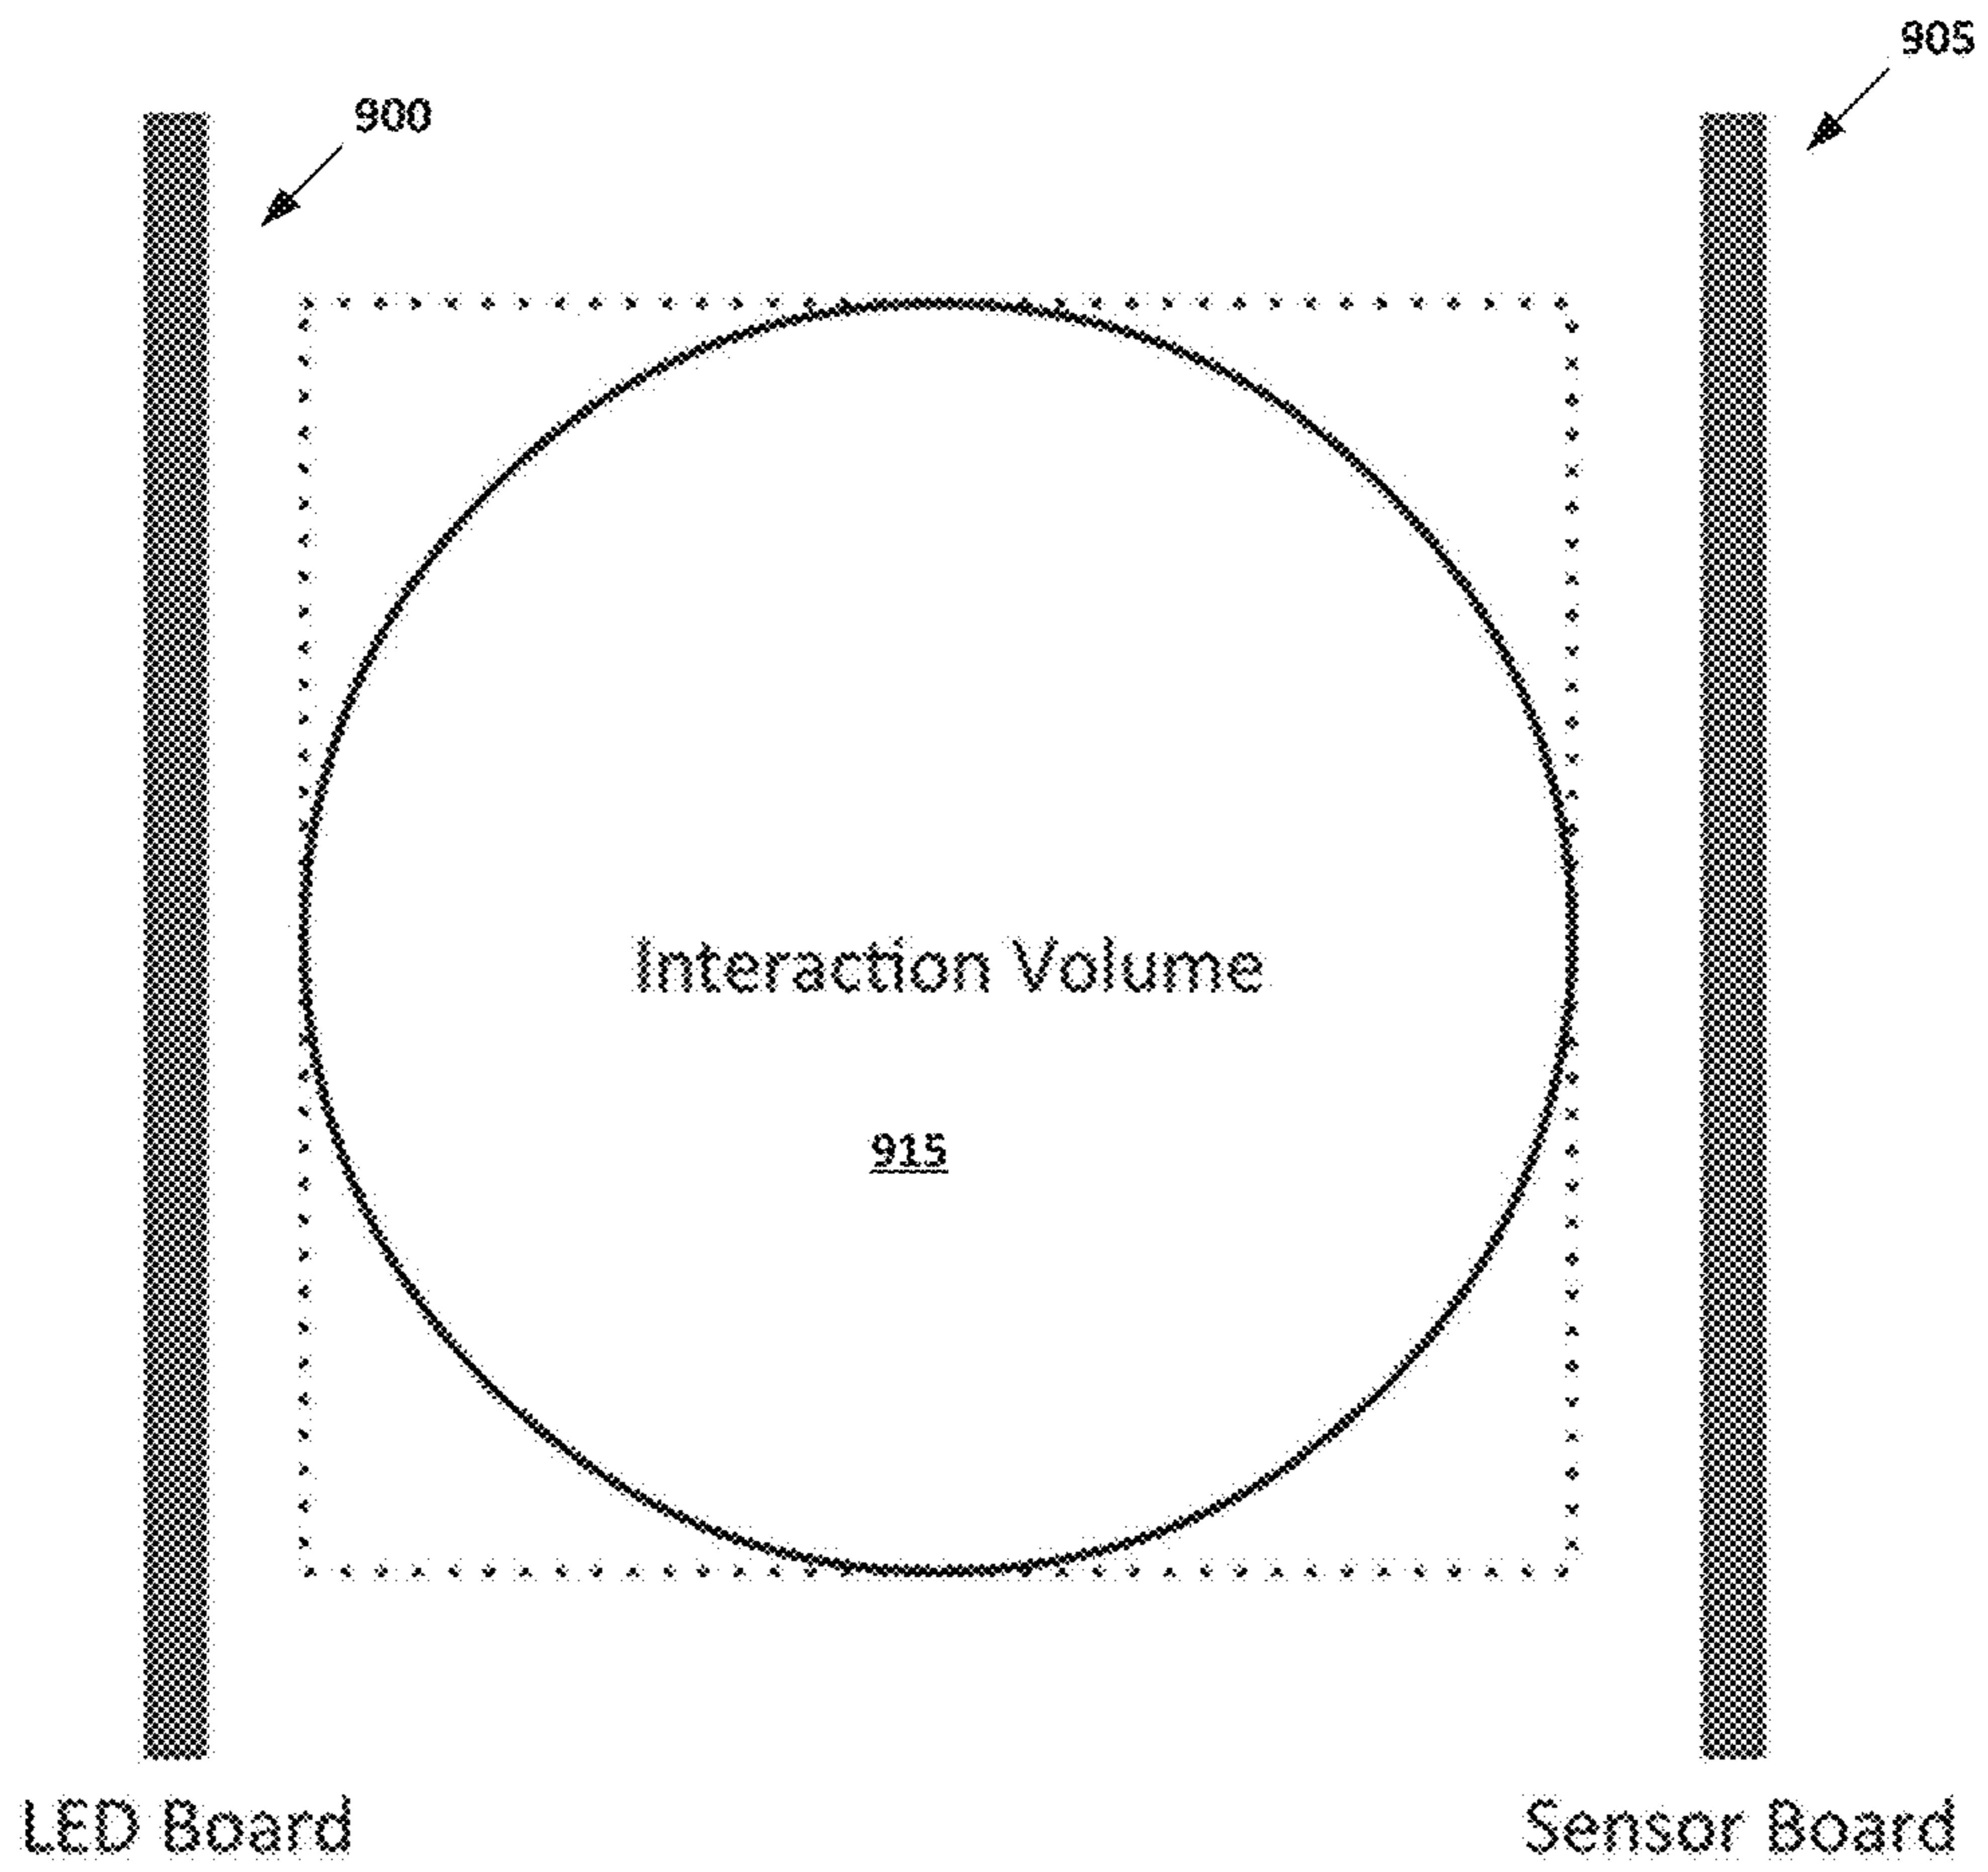 905
900
Interaction Volume
915
LED Board
Sensor Board